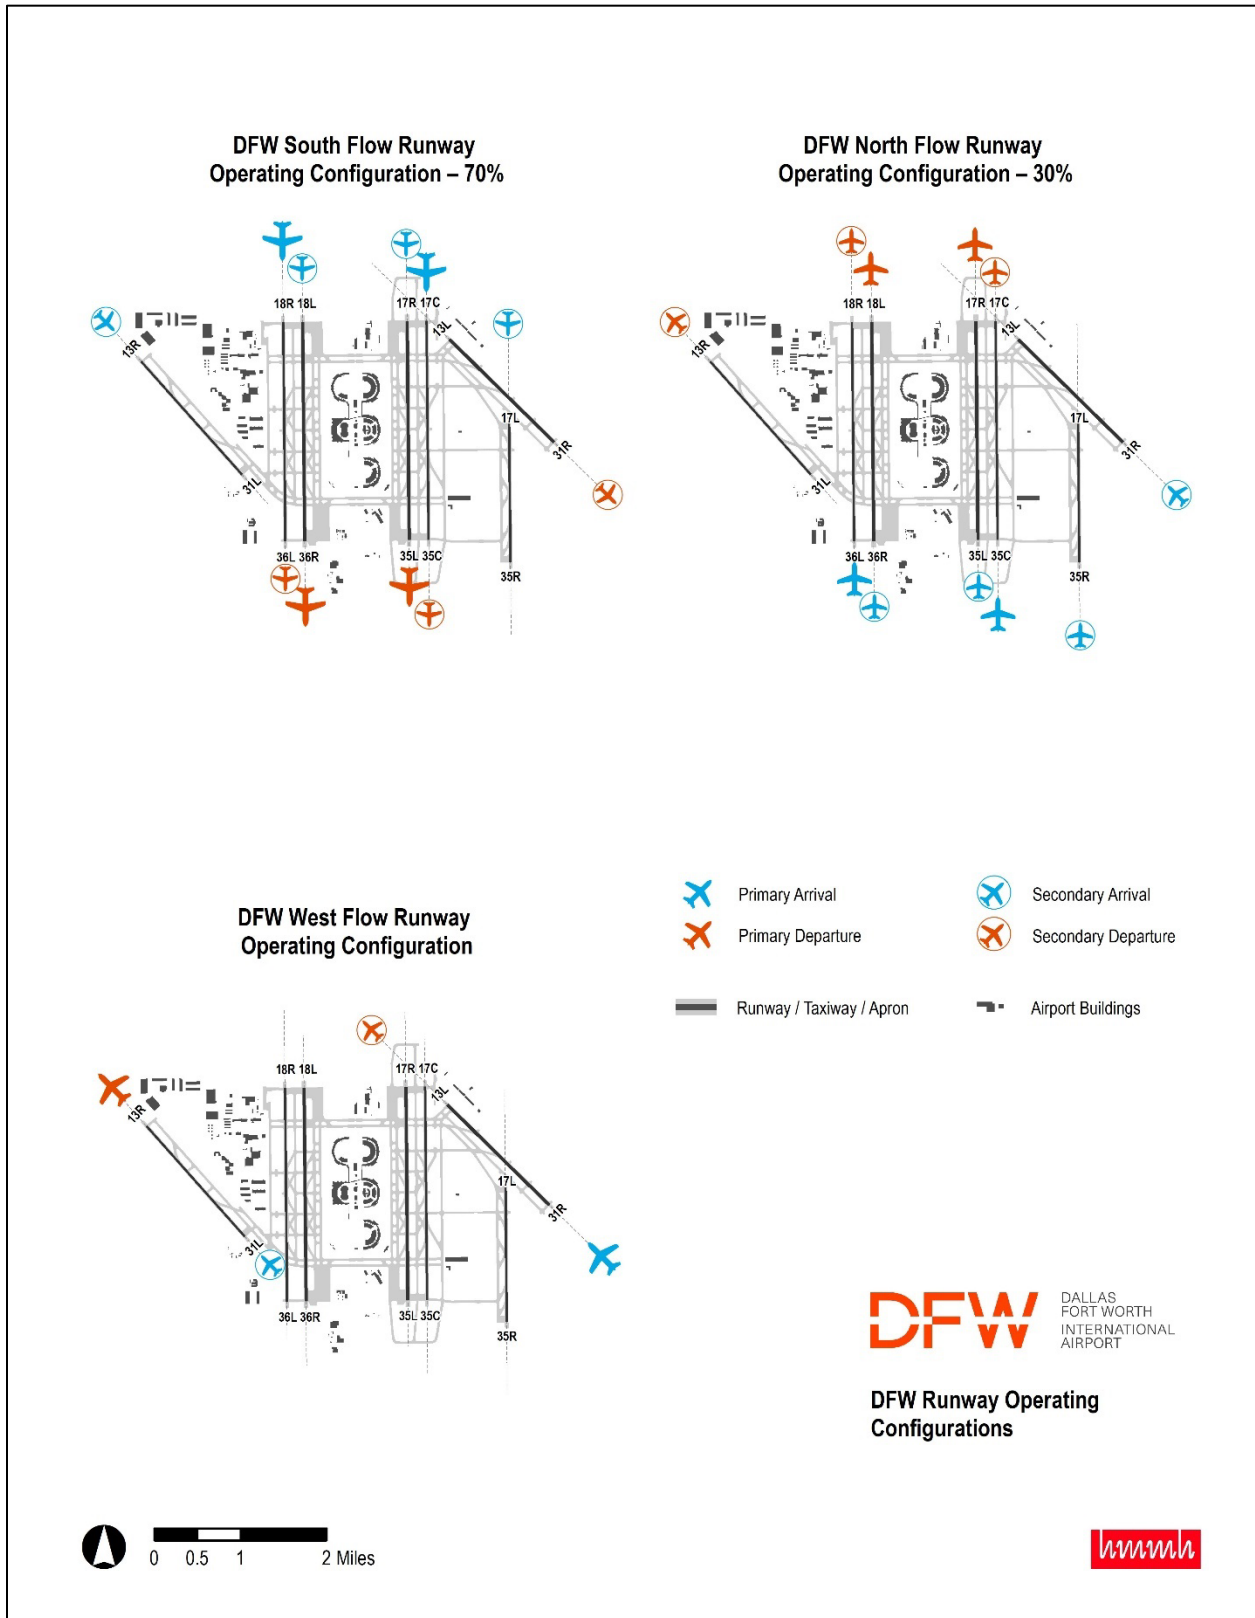 DFW South Flow Runway
Operating Configuration – 70%
DFW North Flow Runway
Operating Configuration – 30%
18R 18L
17R 17C
13R
13L
17L
31L
31R
36L 36R
35L 35C
35R
18R 18L
17R 17C
13R
13L
17L
31L
31R
36L 36R
35L 35C
35R
Primary Arrival
Secondary Arrival
Primary Departure
Secondary Departure
Runway / Taxiway / Apron
Airport Buildings
DFW West Flow Runway
Operating Configuration
18R 18L
17R 17C
13R
13L
17L
31L
31R
36L 36R
35L 35C
35R
DFW
DALLAS
FORT WORTH
INTERNATIONAL
AIRPORT
DFW Runway Operating
Configurations
0 0.5 1 2 Miles
hmmh